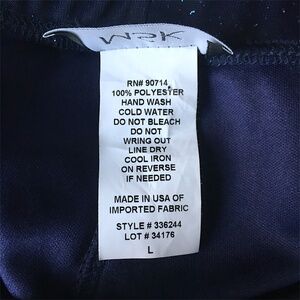 RN# 90714
100% POLYESTER
HAND WASH
COLD WATER
DO NOT BLEACH
DO NOT
WRING OUT
LINE DRY
COOL IRON
ON REVERSE
IF NEEDED
MADE IN USA OF
IMPORTED FABRIC
STYLE # 336244
LOT # 34176
L